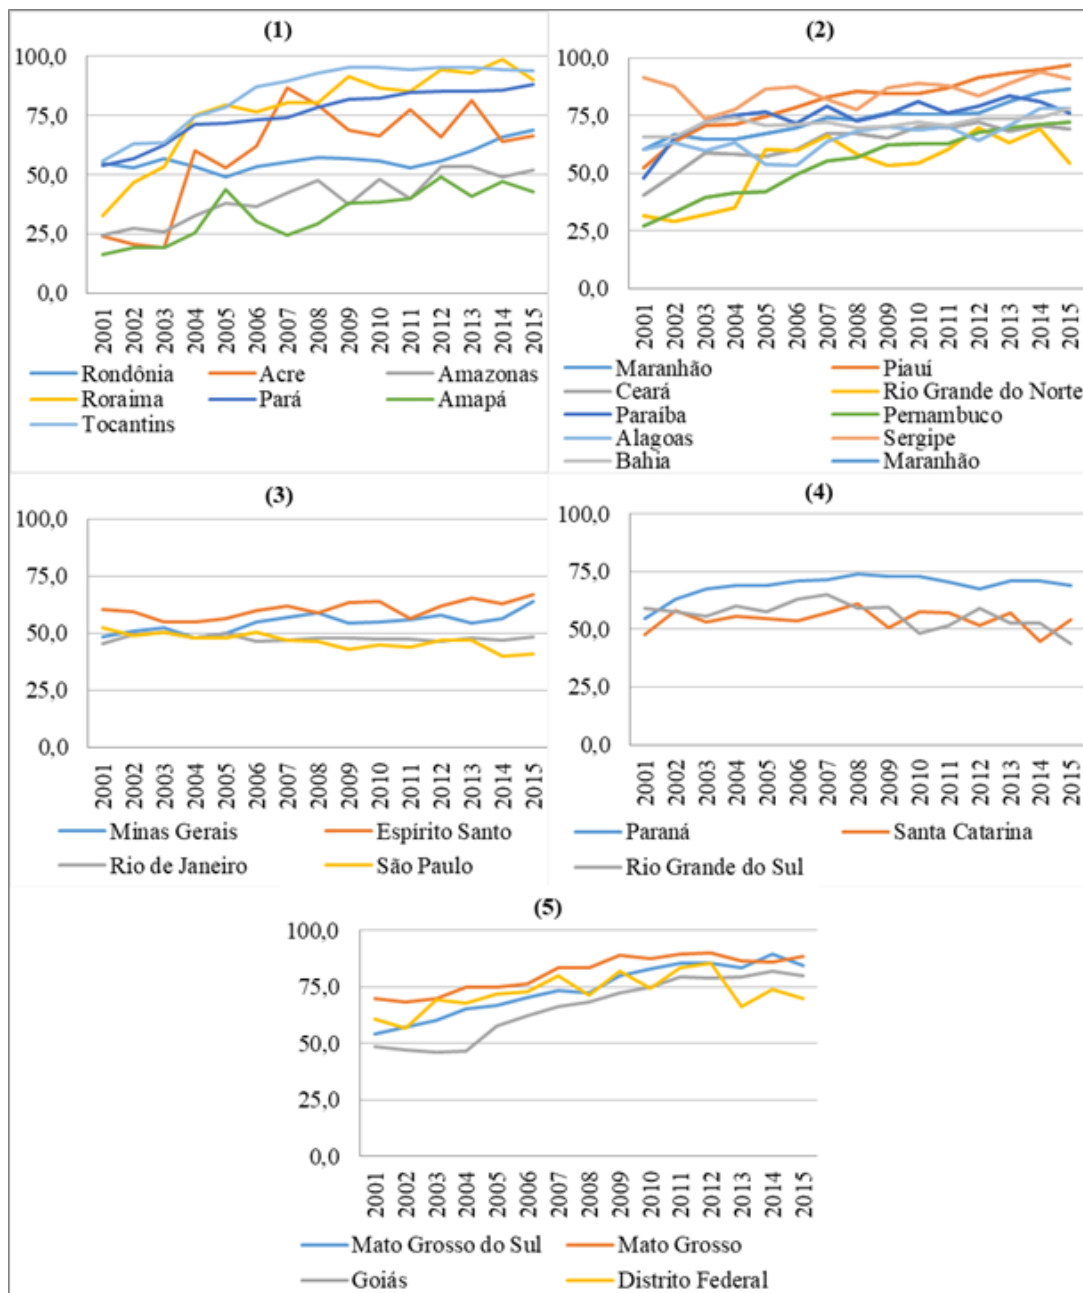 (1)
100,0
75,0
50,0
25,0
0,0
2001 2002 2003 2004 2005 2006 2007 2008 2009 2010 2011 2012 2013 2014 2015
Rondônia Acre Amazonas
Roraima Pará Amapá
Tocantins
(2)
100,0
75,0
50,0
25,0
0,0
2001 2002 2003 2004 2005 2006 2007 2008 2009 2010 2011 2012 2013 2014 2015
Maranhão Piauí
Ceará Rio Grande do Norte
Paraíba Pernambuco
Alagoas Sergipe
Bahia Maranhão
(3)
100,0
75,0
50,0
25,0
0,0
2001 2002 2003 2004 2005 2006 2007 2008 2009 2010 2011 2012 2013 2014 2015
Minas Gerais Espírito Santo
Rio de Janeiro São Paulo
(4)
100,0
75,0
50,0
25,0
0,0
2001 2002 2003 2004 2005 2006 2007 2008 2009 2010 2011 2012 2013 2014 2015
Paraná Santa Catarina
Rio Grande do Sul
(5)
100,0
75,0
50,0
25,0
0,0
2001 2002 2003 2004 2005 2006 2007 2008 2009 2010 2011 2012 2013 2014 2015
Mato Grosso do Sul Mato Grosso
Goiás Distrito Federal